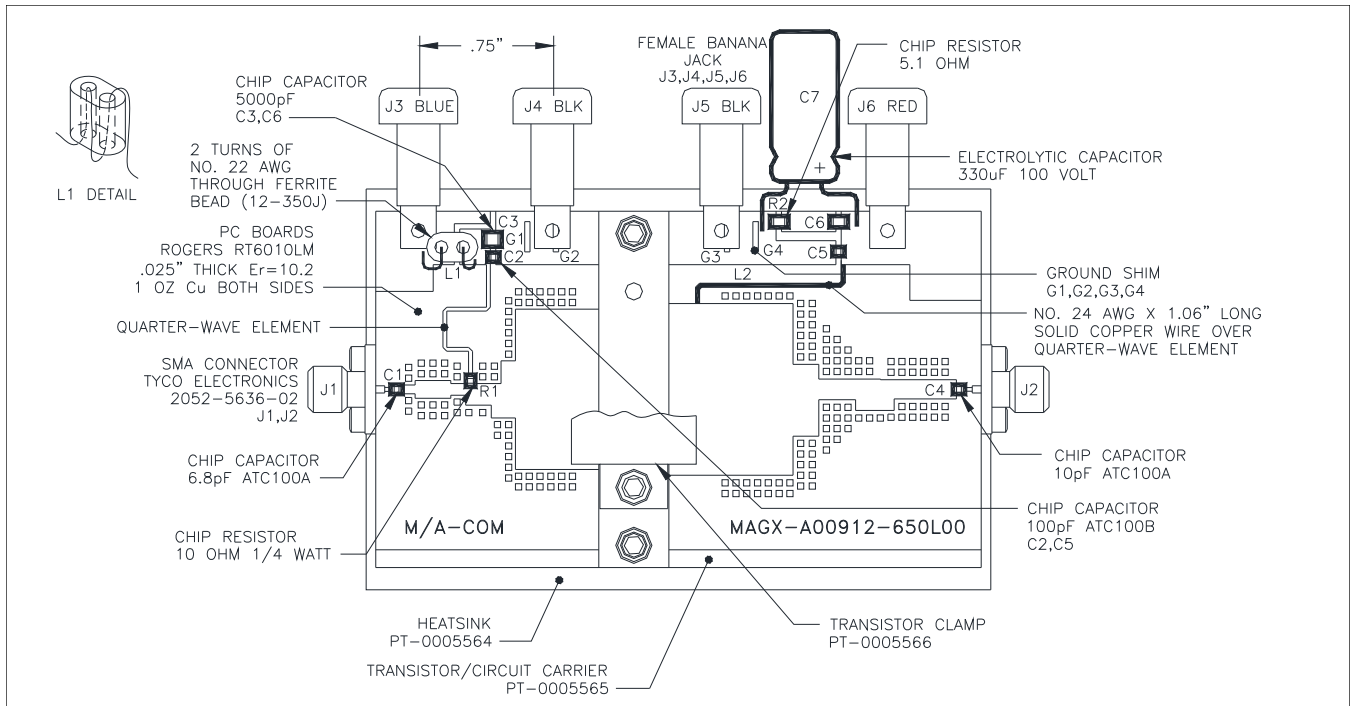 .75"
FEMALE BANANA
JACK
J3,J4,J5,J6
CHIP RESISTOR
5.1 OHM
CHIP CAPACITOR
5000pF
C3,C6
J3 BLUE
J4 BLK
J5 BLK
C7
J6 RED
2 TURNS OF
NO. 22 AWG
THROUGH FERRITE
BEAD (12-350J)
L1 DETAIL
+
ELECTROLYTIC CAPACITOR
330uF 100 VOLT
PC BOARDS
ROGERS RT6010LM
.025" THICK Er=10.2
1 OZ Cu BOTH SIDES
C3
G1
C2
L1
G2
R2
C6
G3
G4
C5
L2
GROUND SHIM
G1,G2,G3,G4
QUARTER-WAVE ELEMENT
NO. 24 AWG X 1.06" LONG
SOLID COPPER WIRE OVER
QUARTER-WAVE ELEMENT
SMA CONNECTOR
TYCO ELECTRONICS
2052-5636-02
J1,J2
J1
C1
R1
C4
J2
CHIP CAPACITOR
6.8pF ATC100A
CHIP CAPACITOR
10pF ATC100A
CHIP RESISTOR
10 OHM 1/4 WATT
M/A-COM
MAGX-A00912-650L00
CHIP CAPACITOR
100pF ATC100B
C2,C5
HEATSINK
PT-0005564
TRANSISTOR CLAMP
PT-0005566
TRANSISTOR/CIRCUIT CARRIER
PT-0005565